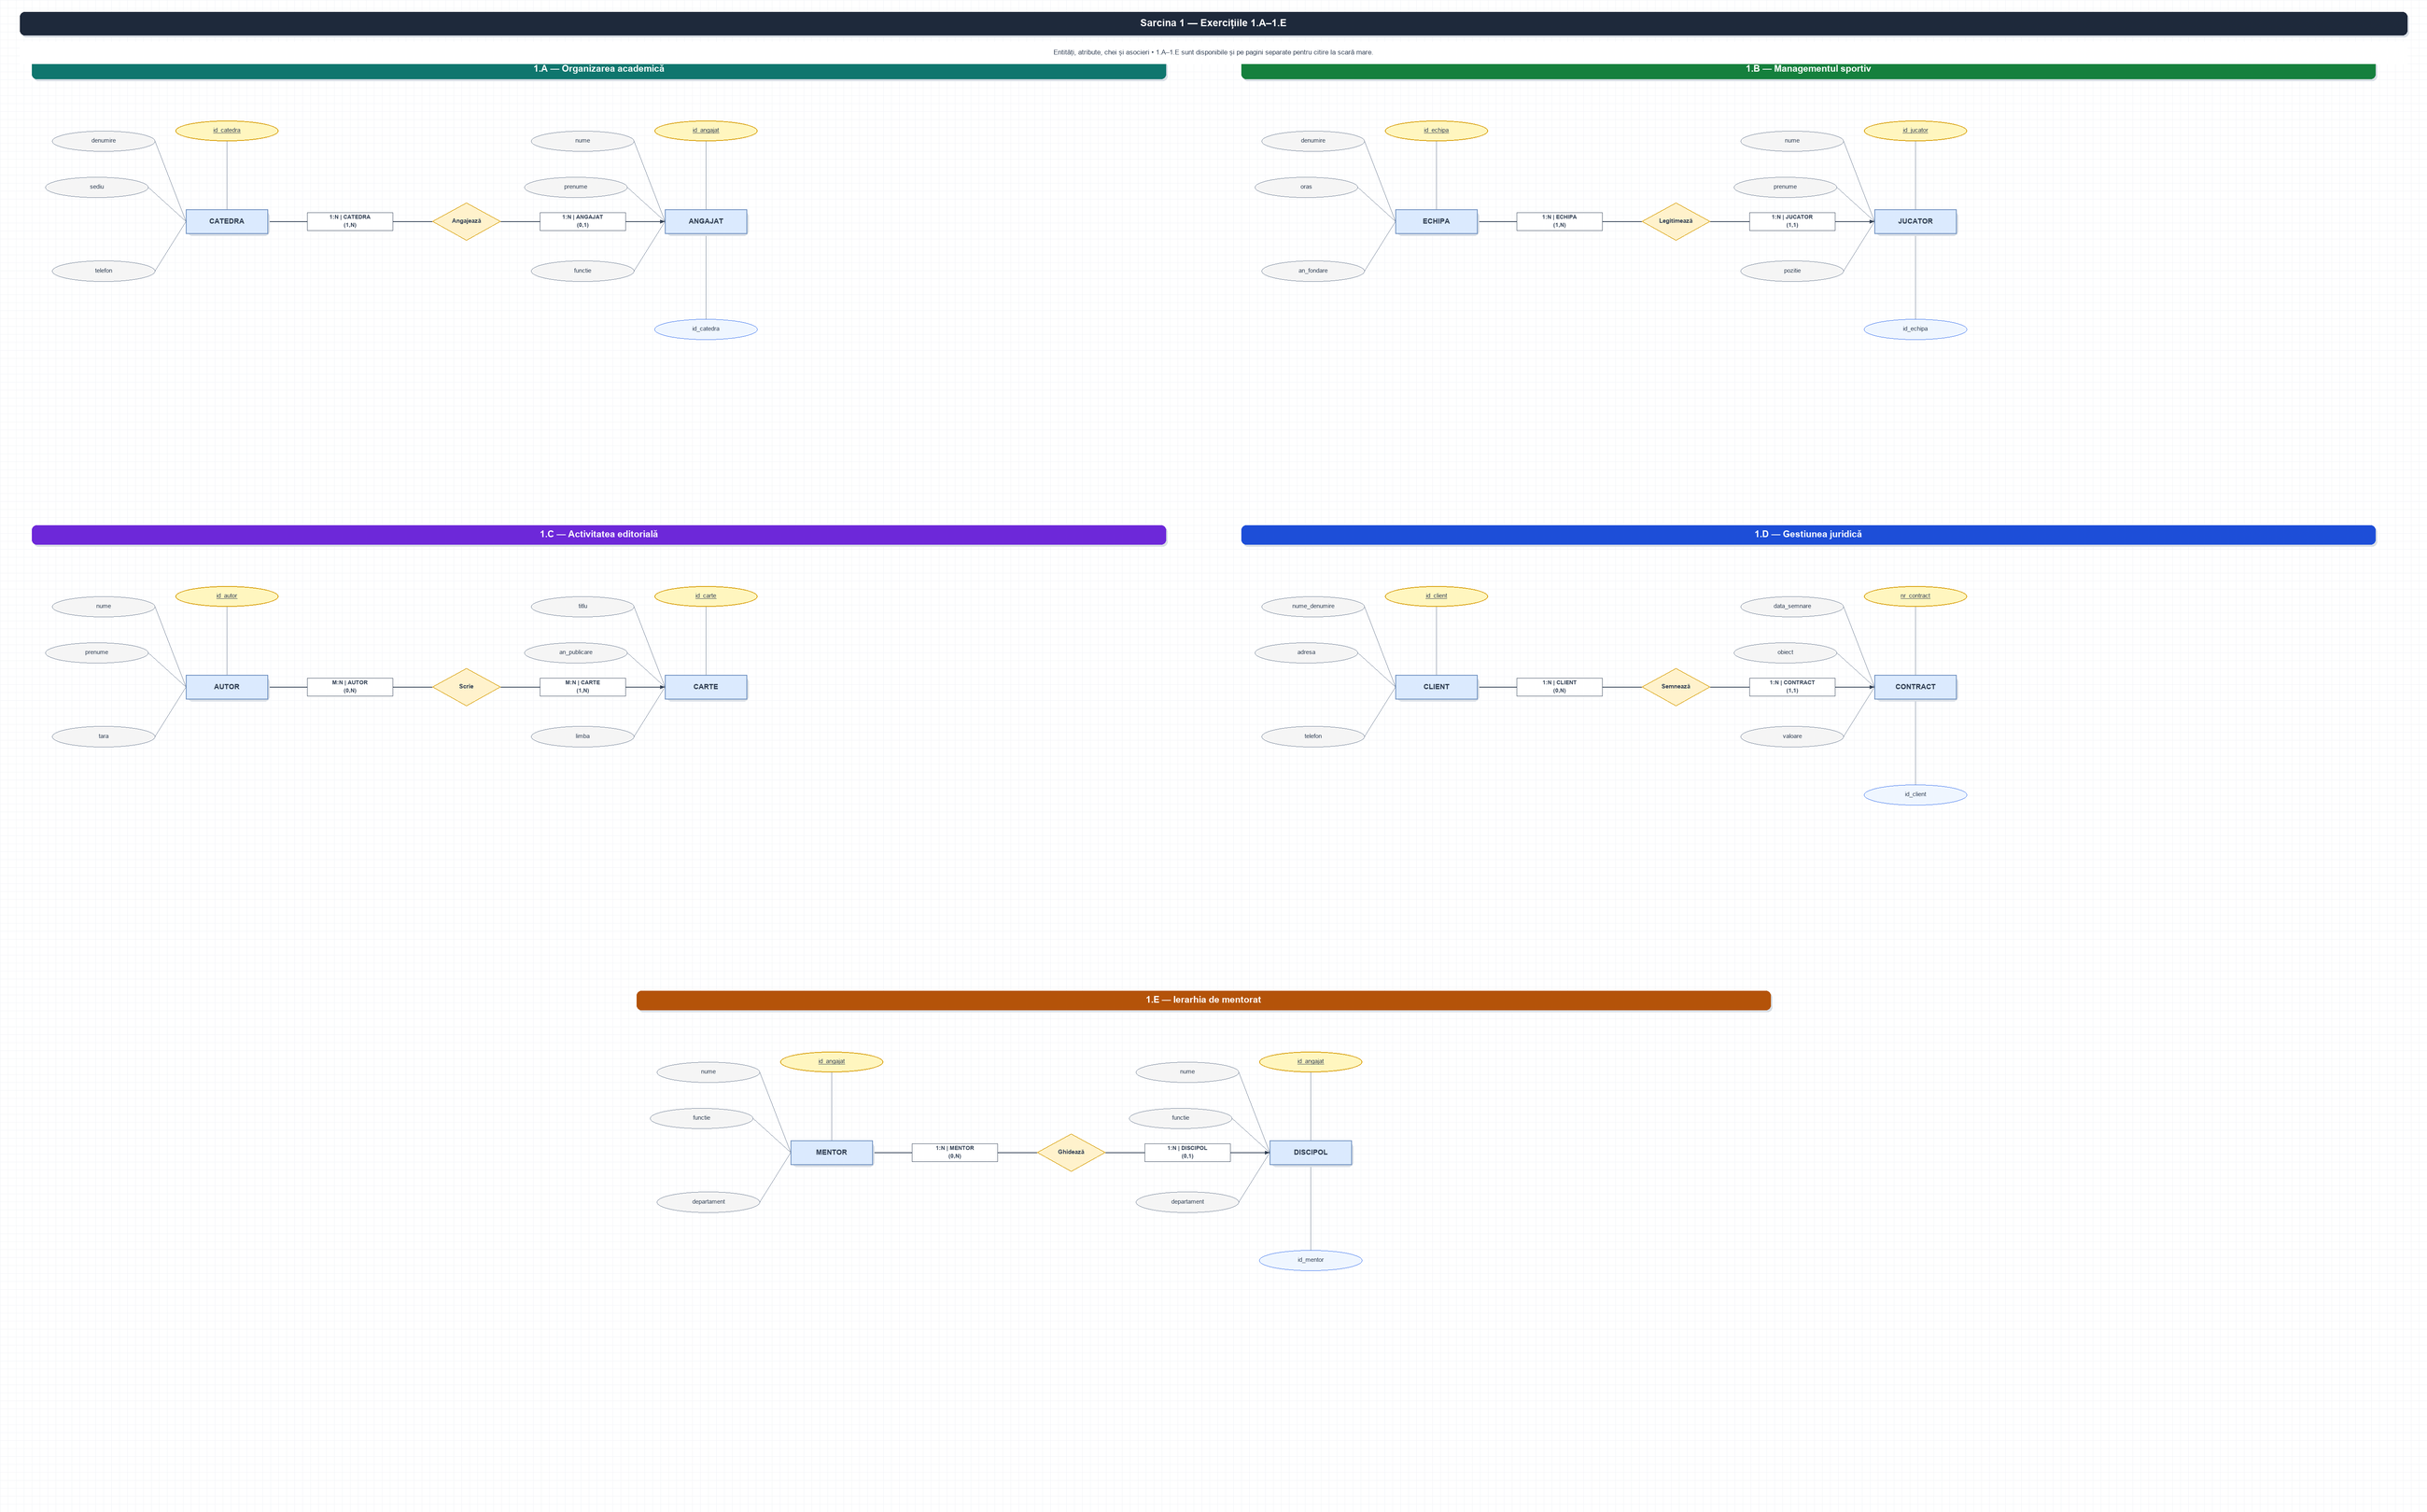 Sarcina 1 — Exercițiile 1.A–1.E
Entități, atribute, chei și asocieri • 1.A–1.E sunt disponibile și pe pagini separate pentru citire la scară mare.
1.A — Organizarea academică
id_catedra
denumire
sediu
telefon
CATEDRA
1:N | CATEDRA
(1,N)
Angajează
1:N | ANGAJAT
(0,1)
id_angajat
nume
prenume
functie
ANGAJAT
id_catedra
1.B — Managementul sportiv
id_echipa
denumire
oras
an_fondare
ECHIPA
1:N | ECHIPA
(1,N)
Legitimează
1:N | JUCATOR
(1,1)
id_jucator
nume
prenume
pozitie
JUCATOR
id_echipa
1.C — Activitatea editorială
id_autor
nume
prenume
tara
AUTOR
M:N | AUTOR
(0,N)
Scrie
M:N | CARTE
(1,N)
id_carte
titlu
an_publicare
limba
CARTE
1.D — Gestiunea juridică
id_client
nume_denumire
adresa
telefon
CLIENT
1:N | CLIENT
(0,N)
Semnează
1:N | CONTRACT
(1,1)
nr_contract
data_semnare
obiect
valoare
CONTRACT
id_client
1.E — Ierarhia de mentorat
id_angajat
nume
functie
departament
MENTOR
1:N | MENTOR
(0,N)
Ghidează
1:N | DISCIPOL
(0,1)
id_angajat
nume
functie
departament
DISCIPOL
id_mentor